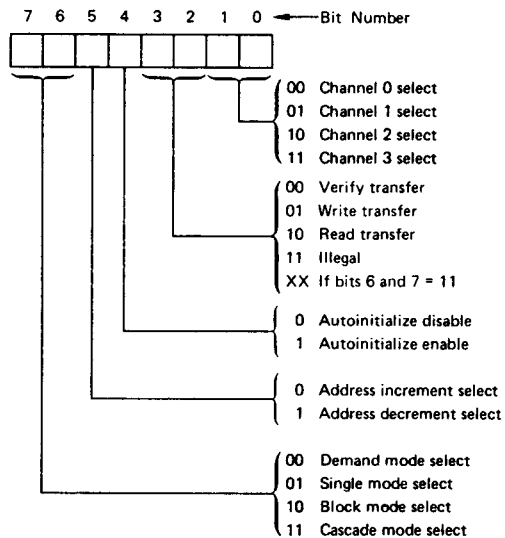 7 6 5 4 3 2 1 0 Bit Number
00 Channel 0 select
01 Channel 1 select
10 Channel 2 select
11 Channel 3 select
00 Verify transfer
01 Write transfer
10 Read transfer
11 Illegal
XX If bits 6 and 7 = 11
0 Autoinitialize disable
1 Autoinitialize enable
0 Address increment select
1 Address decrement select
00 Demand mode select
01 Single mode select
10 Block mode select
11 Cascade mode select